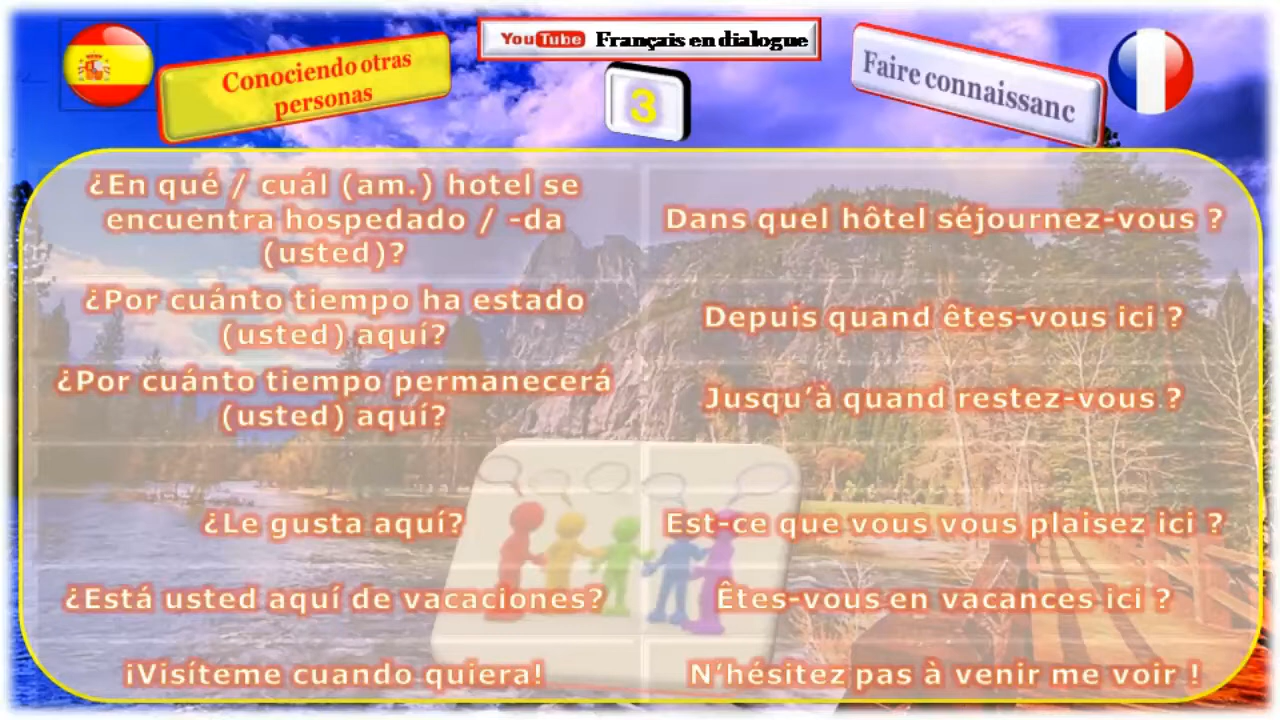 YouTube Français en dialogue
Conociendo otras
personas
3
Faire connaissanc
¿En qué / cuál (am.) hotel se
encuentra hospedado / -da
(usted)?
Dans quel hôtel séjournez-vous ?
¿Por cuánto tiempo ha estado
(usted) aquí?
Depuis quand êtes-vous ici ?
¿Por cuánto tiempo permanecerá
(usted) aquí?
Jusqu’à quand restez-vous ?
¿Le gusta aquí?
Est-ce que vous vous plaisez ici ?
¿Está usted aquí de vacaciones?
Êtes-vous en vacances ici ?
¡Visíteme cuando quiera!
N’hésitez pas à venir me voir !